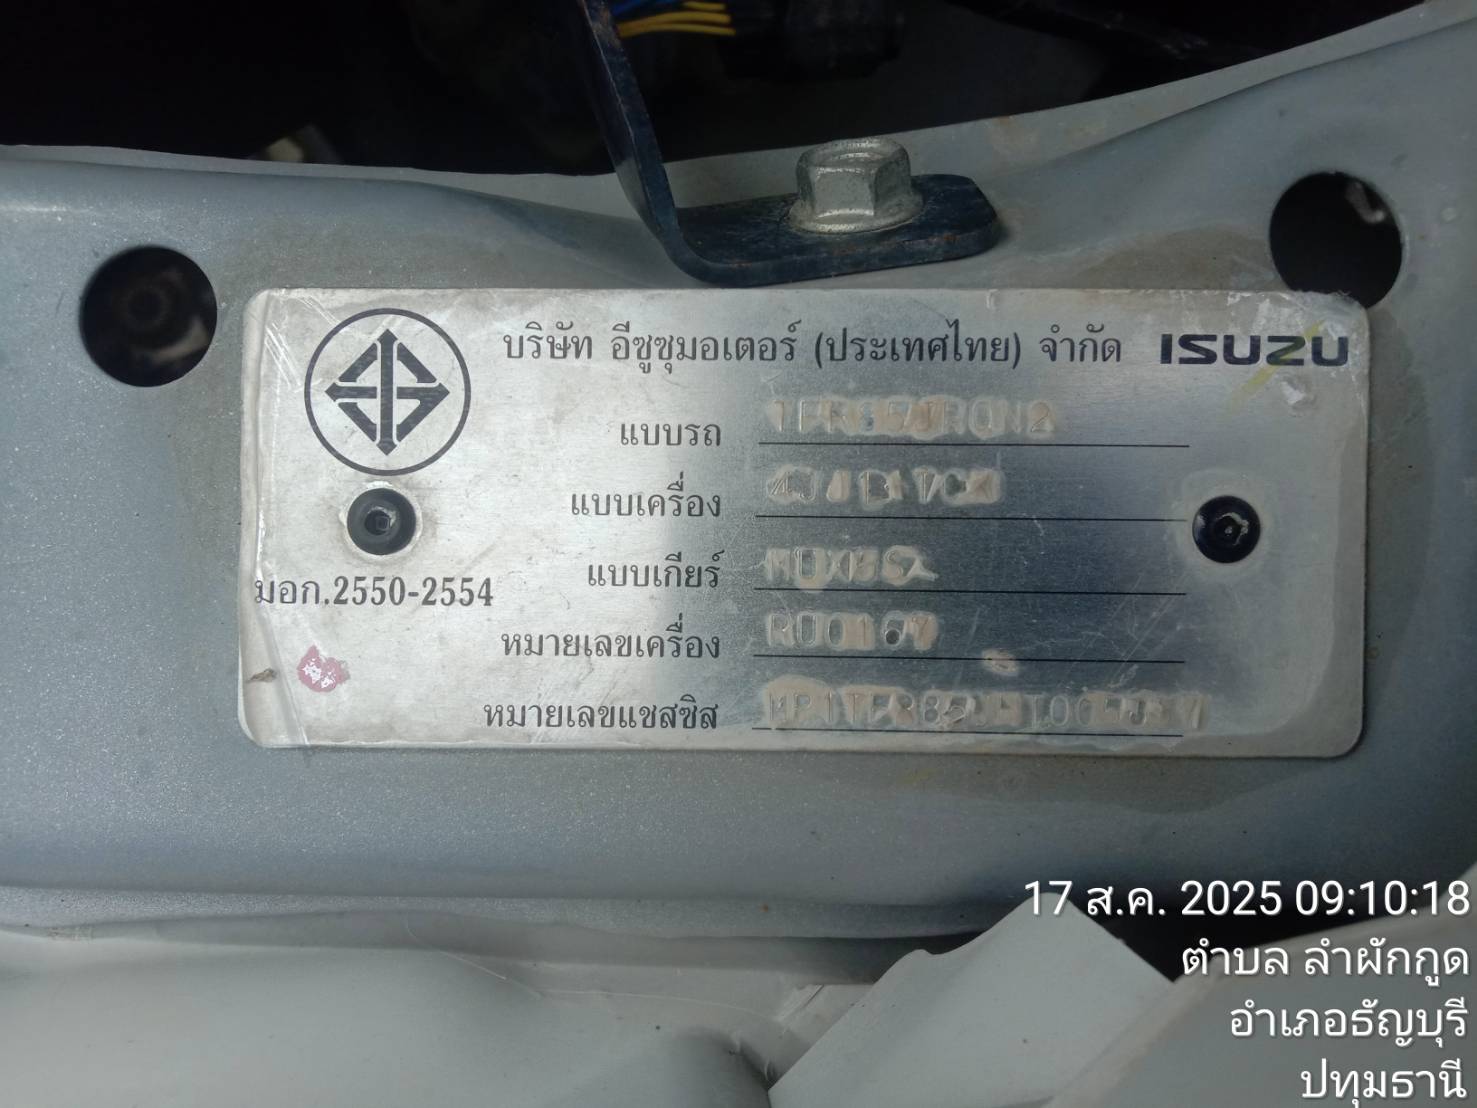 บริษัท อีซูซุมอเตอร์ (ประเทศไทย) จำกัด ISUZU
แบบรถ
แบบเครื่อง
แบบเกียร์
มอก.2550-2554
หมายเลขเครื่อง RU0167
หมายเลขแชสซิส
17 ส.ค. 2025 09:10:18
ตำบล ลำผักกูด
อำเภอธัญบุรี
ปทุมธานี